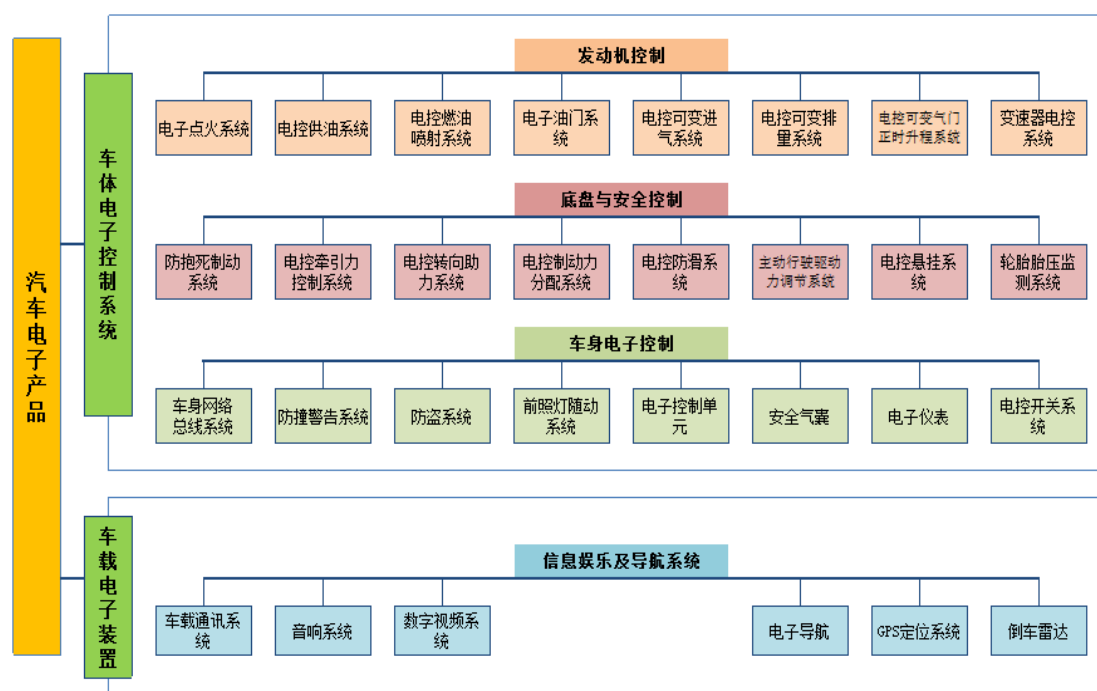 汽车电子产品
车体电子控制系统
发动机控制
电子点火系统
电控供油系统
电控燃油
喷射系统
电子油门系
统
电控可变进
气系统
电控可变排
量系统
电控可变气门
正时升程系统
变速器电控
系统
底盘与安全控制
防抱死制动
系统
电控牵引力
控制系统
电控转向助
力系统
电控制动力
分配系统
电控防滑系
统
主动行驶驱动
力调节系统
电控悬挂系
统
轮胎胎压监
测系统
车身电子控制
车身网络
总线系统
防撞警告系统
防盗系统
前照灯随动
系统
电子控制单
元
安全气囊
电子仪表
电控开关系
统
车载电子装置
信息娱乐及导航系统
车载通讯系
统
音响系统
数字视频系
统
电子导航
GPS定位系统
倒车雷达